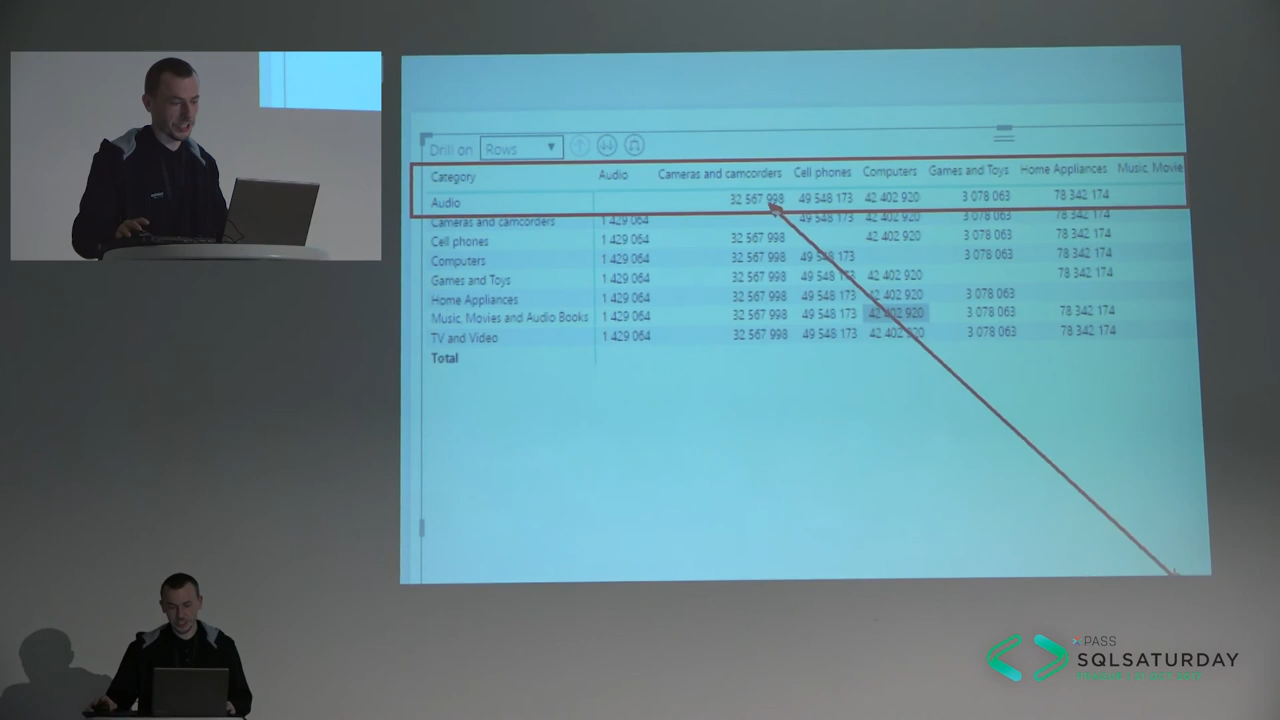 Drill on Rows
Category Audio Cameras and camcorders Cell phones Computers Games and Toys Home Appliances Music, Movie
Audio 32 567 998 49 548 173 42 402 920 3 078 063 78 342 174
Cameras and camcorders 1 429 064 49 548 173 42 402 920 3 078 063 78 342 174
Cell phones 1 429 064 32 567 998 42 402 920 3 078 063 78 342 174
Computers 1 429 064 32 567 998 49 548 173 3 078 063 78 342 174
Games and Toys 1 429 064 32 567 998 49 548 173 42 402 920 78 342 174
Home Appliances 1 429 064 32 567 998 49 548 173 42 402 920 3 078 063
Music, Movies and Audio Books 1 429 064 32 567 998 49 548 173 42 402 920 3 078 063 78 342 174
TV and Video 1 429 064 32 567 998 49 548 173 42 402 920 3 078 063 78 342 174
Total
PASS
SQLSATURDAY